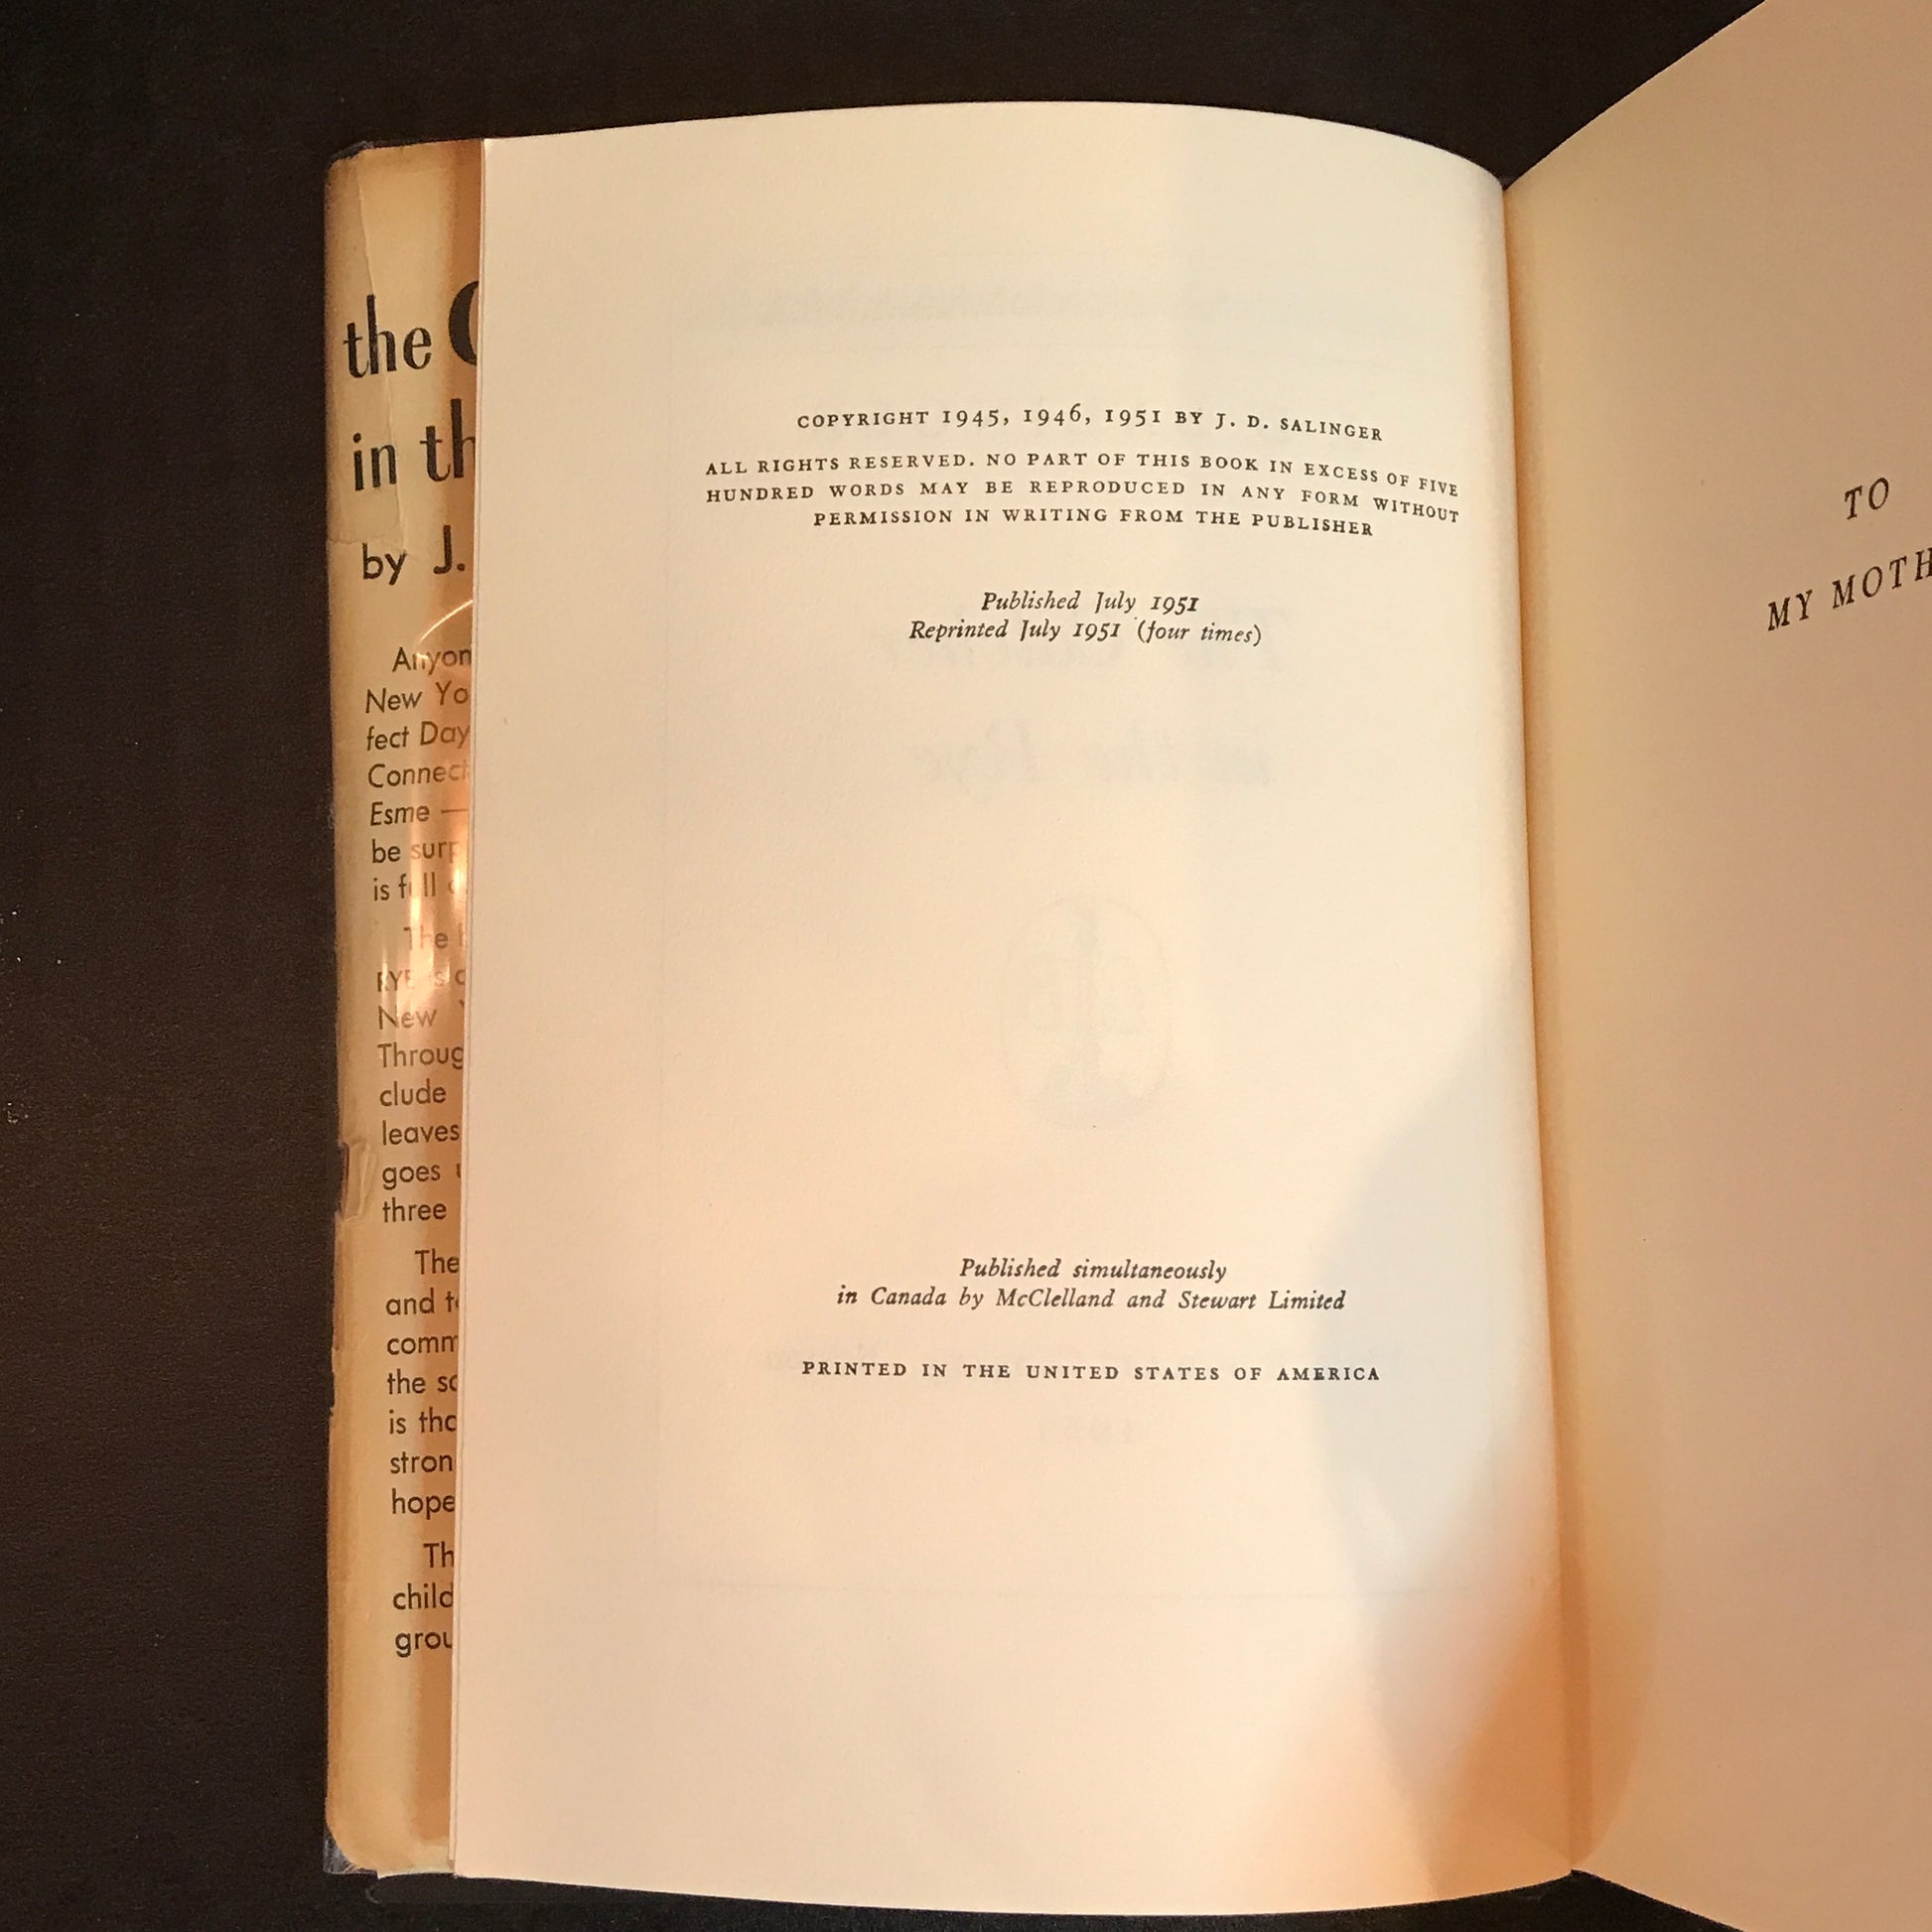 the
in th
by J.
Anyon
New Yo
fect Day
Connect
Esme —
be surp
is full
The
RYE is
New
Throug
clude
leaves
goes
three
The
and to
comm
the so
is tha
stron
hope
Th
child
grou
COPYRIGHT 1945, 1946, 1951 BY J. D. SALINGER
ALL RIGHTS RESERVED. NO PART OF THIS BOOK IN EXCESS OF FIVE
HUNDRED WORDS MAY BE REPRODUCED IN ANY FORM WITHOUT
PERMISSION IN WRITING FROM THE PUBLISHER
Published July 1951
Reprinted July 1951 (four times)
Published simultaneously
in Canada by McClelland and Stewart Limited
PRINTED IN THE UNITED STATES OF AMERICA
TO
MY MOTH